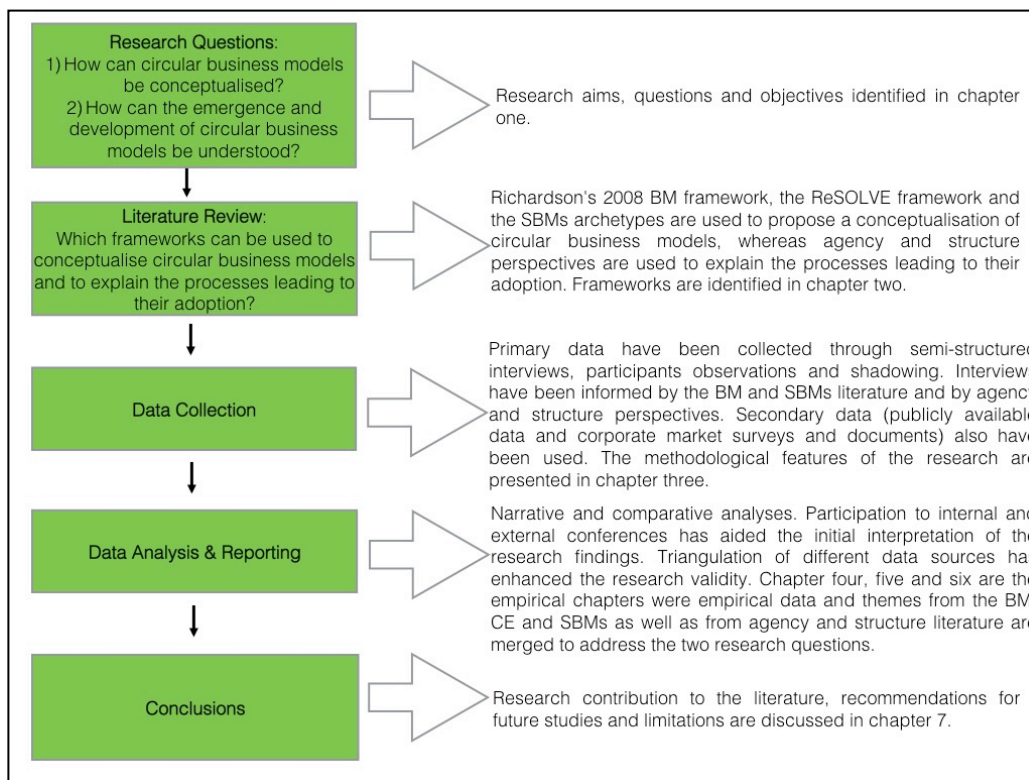 Research Questions:
1) How can circular business models
be conceptualised?
2) How can the emergence and
development of circular business
models be understood?
Research aims, questions and objectives identified in chapter
one.
Literature Review:
Which frameworks can be used to
conceptualise circular business models
and to explain the processes leading to
their adoption?
Richardson's 2008 BM framework, the ReSOLVE framework and
the SBMs archetypes are used to propose a conceptualisation of
circular business models, whereas agency and structure
perspectives are used to explain the processes leading to their
adoption. Frameworks are identified in chapter two.
Data Collection
Primary data have been collected through semi-structured
interviews, participants observations and shadowing. Interview
have been informed by the BM and SBMs literature and by agency
and structure perspectives. Secondary data (publicly available
data and corporate market surveys and documents) also have
been used. The methodological features of the research are
presented in chapter three.
Data Analysis & Reporting
Narrative and comparative analyses. Participation to internal and
external conferences has aided the initial interpretation of the
research findings. Triangulation of different data sources ha
enhanced the research validity. Chapter four, five and six are the
empirical chapters were empirical data and themes from the BM
CE and SBMs as well as from agency and structure literature are
merged to address the two research questions.
Conclusions
Research contribution to the literature, recommendations for
future studies and limitations are discussed in chapter 7.